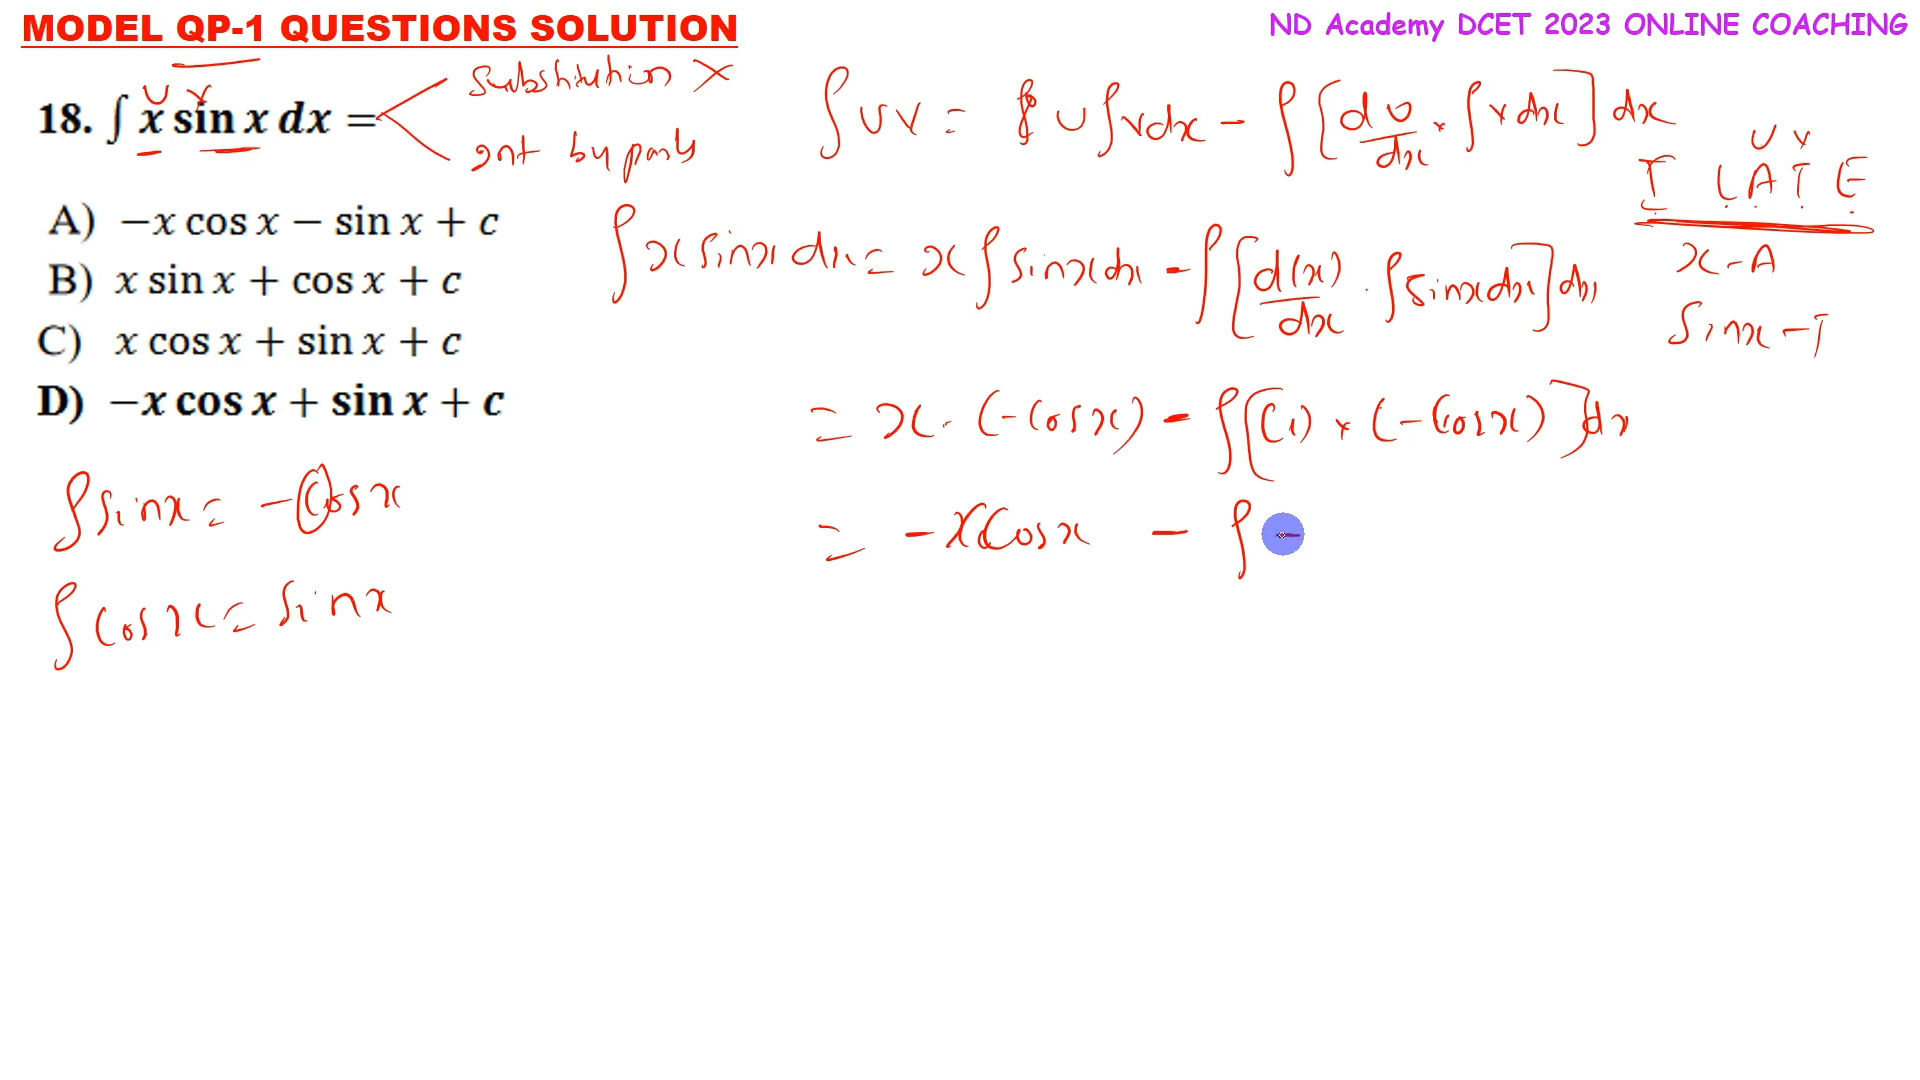 MODEL QP-1 QUESTIONS SOLUTION
ND Academy DCET 2023 ONLINE COACHING
U V
18. ∫ x sin x dx =
Substitution ×
Int by parts
A) −x cos x − sin x + c
B) x sin x + cos x + c
C) x cos x + sin x + c
D) −x cos x + sin x + c
∫ sinx = -Cosx
∫ Cosx = Sinx
∫ UV = U ∫ vdx - ∫ [du/dx × ∫ v dx] dx
U V
I L A T E
x - A
Sinx - T
∫ x sinx dx = x ∫ sinx dx - ∫ [d(x)/dx . ∫ sinx dx] dx
= x . (-Cosx) - ∫ [(1) × (-Cosx)] dx
= -xCosx - ∫ -